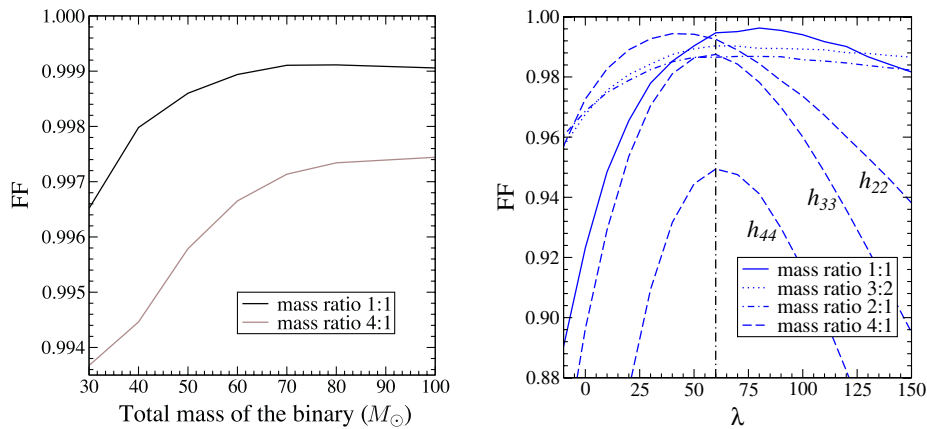 1.000
0.999
0.998
0.997
0.996
0.995
0.994
FF
30 40 50 60 70 80 90 100
Total mass of the binary (M⊙)
mass ratio 1:1
mass ratio 4:1
1.00
0.98
0.96
0.94
0.92
0.90
0.88
FF
0 25 50 75 100 125 150
λ
h22
h33
h44
mass ratio 1:1
mass ratio 3:2
mass ratio 2:1
mass ratio 4:1